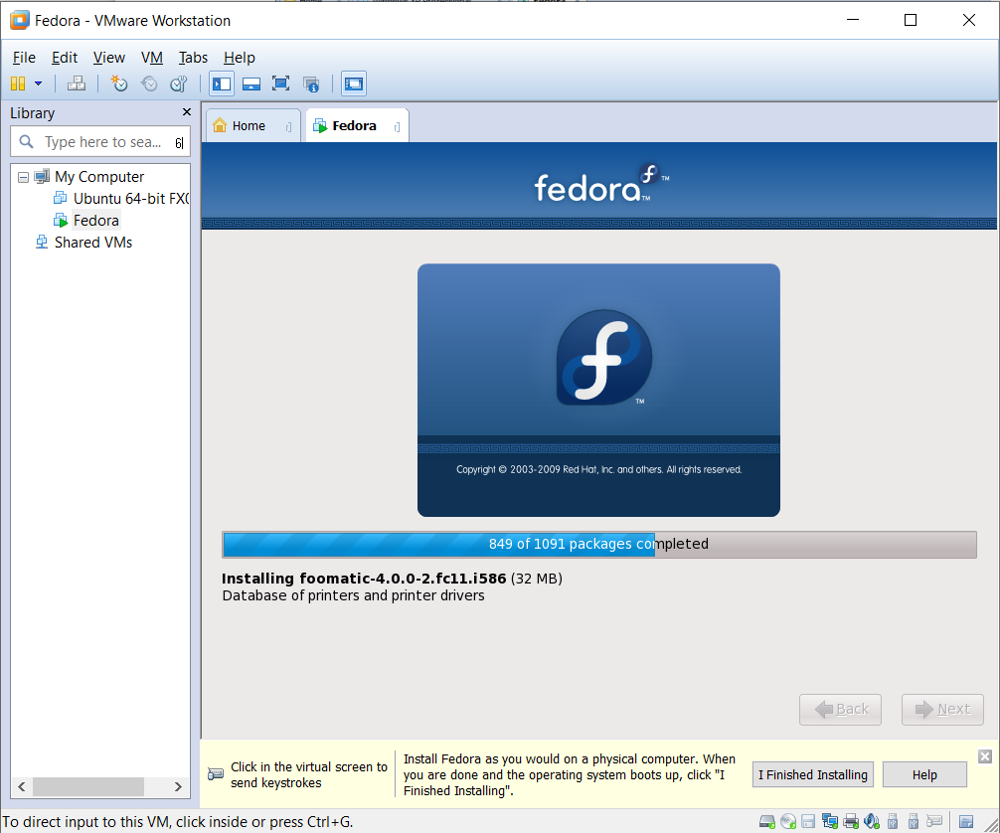 Fedora - VMware Workstation
File Edit View VM Tabs Help
Library
Type here to sea...
My Computer
Ubuntu 64-bit FX
Fedora
Shared VMs
Home
Fedora
fedora™
Copyright © 2003-2009 Red Hat, Inc. and others. All rights reserved.
849 of 1091 packages completed
Installing foomatic-4.0.0-2.fc11.i586 (32 MB)
Database of printers and printer drivers
Back
Next
Click in the virtual screen to
send keystrokes
Install Fedora as you would on a physical computer. When
you are done and the operating system boots up, click "I
Finished Installing".
I Finished Installing
Help
To direct input to this VM, click inside or press Ctrl+G.